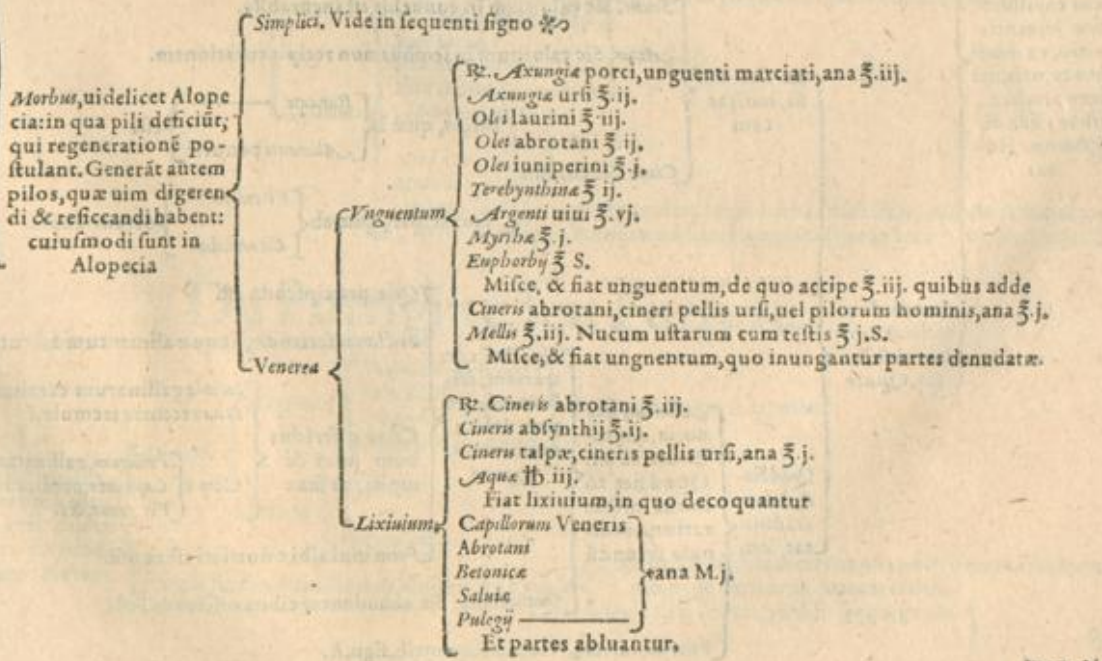 Simplici. Vide in sequenti signo
Morbus, uidelicet Alope
cia: in qua pili deficiūt,
qui regenerationē po-
stulant. Generāt autem
pilos, quæ uim digeren
di & resiccandi habent:
cuiusmodi sunt in
Alopecia
Venerea
Vnguentum
℞. Axungiæ porci, unguenti marciati, ana ℥.iij.
Axungiæ ursi ℥.ij.
Olei laurini ℥.iij.
Olei abrotani ℥.ij.
Olei iuniperini ℥.j.
Terebynthinæ ℥ ij.
Argenti uiui ℥.vj.
Myrrhæ ℥.j.
Euphorbij ℥ S.
Misce, & fiat unguentum, de quo accipe ℥.iij. quibus adde
Cineris abrotani, cineri pellis ursi, uel pilorum hominis, ana ℥.j.
Mellis ℥.iij. Nucum ustarum cum testis ℥.j.S.
Misce, & fiat ungnentum, quo inungantur partes denudatæ.
Lixiuium.
℞. Cineris abrotani ℥.iij.
Cineris absynthij ℥.ij.
Cineris talpæ, cineris pellis ursi, ana ℥.j.
Aquæ ℔.iij.
Fiat lixiuium, in quo decoquantur
Capillorum Veneris
Abrotani
Betonicæ
Saluiæ
Pulegij
ana M.j.
Et partes abluantur.